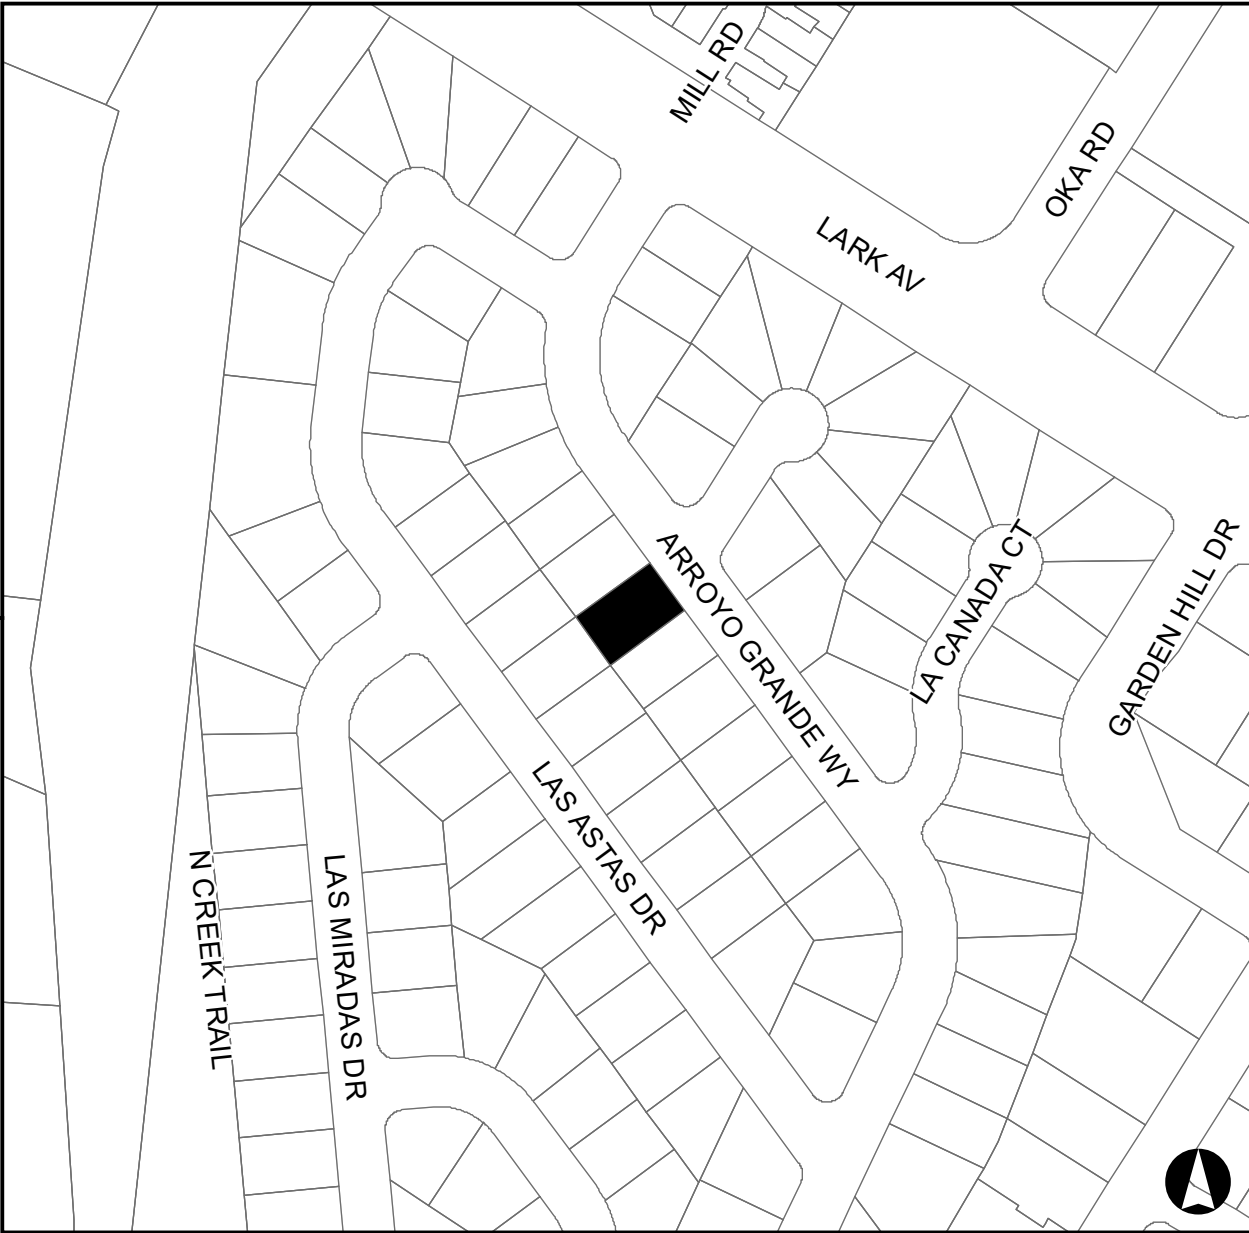 MILL RD
OKA RD
LARK AV
ARROYO GRANDE WY
LA CANADA CT
GARDEN HILL DR
LAS ASTAS DR
N CREEK TRAIL
LAS MIRADAS DR